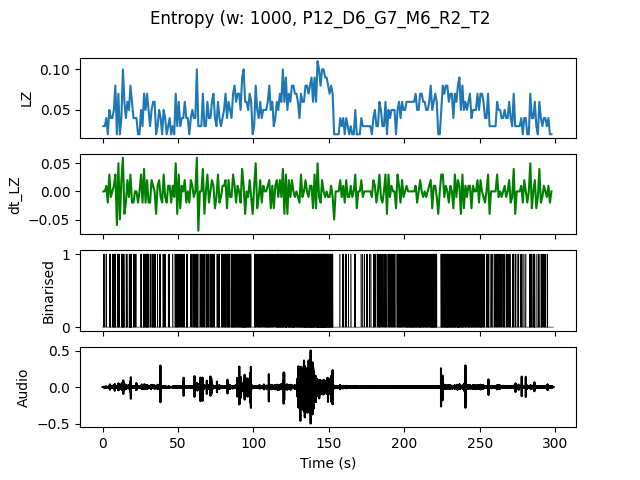 Entropy (w: 1000, P12_D6_G7_M6_R2_T2
LZ
0.10
0.05
dt_LZ
0.05
0.00
−0.05
Binarised
1
0
Audio
0.5
0.0
−0.5
0 50 100 150 200 250 300
Time (s)